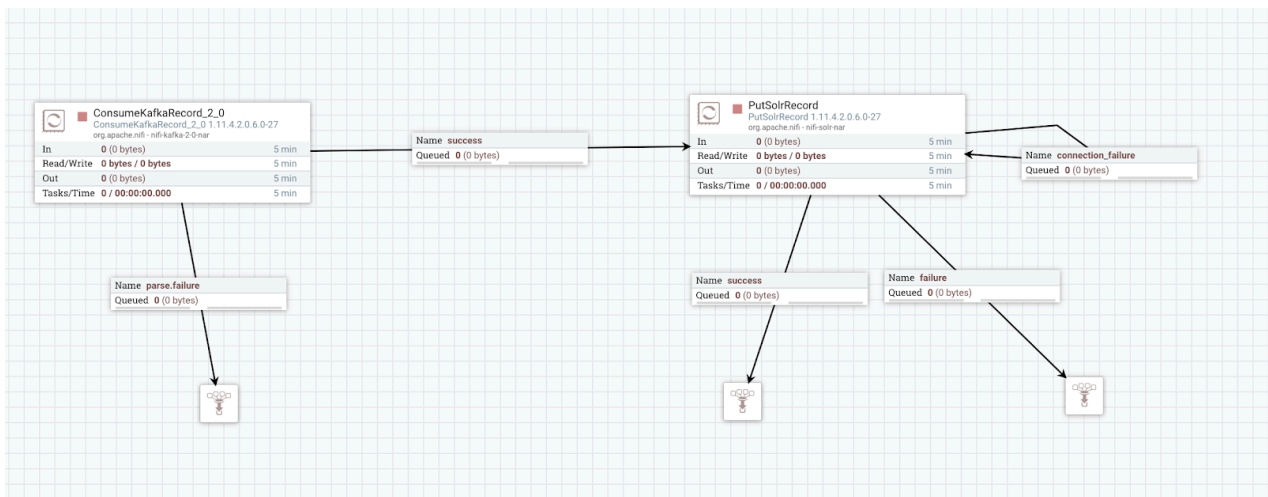 ConsumeKafkaRecord_2_0
ConsumeKafkaRecord_2_0 1.11.4.2.0.6.0-27
org.apache.nifi - nifi-kafka-2-0-nar
In 0 (0 bytes) 5 min
Read/Write 0 bytes / 0 bytes 5 min
Out 0 (0 bytes) 5 min
Tasks/Time 0 / 00:00:00.000 5 min
Name success
Queued 0 (0 bytes)
PutSolrRecord
PutSolrRecord 1.11.4.2.0.6.0-27
org.apache.nifi - nifi-solr-nar
In 0 (0 bytes) 5 min
Read/Write 0 bytes / 0 bytes 5 min
Out 0 (0 bytes) 5 min
Tasks/Time 0 / 00:00:00.000 5 min
Name connection_failure
Queued 0 (0 bytes)
Name parse.failure
Queued 0 (0 bytes)
Name success
Queued 0 (0 bytes)
Name failure
Queued 0 (0 bytes)